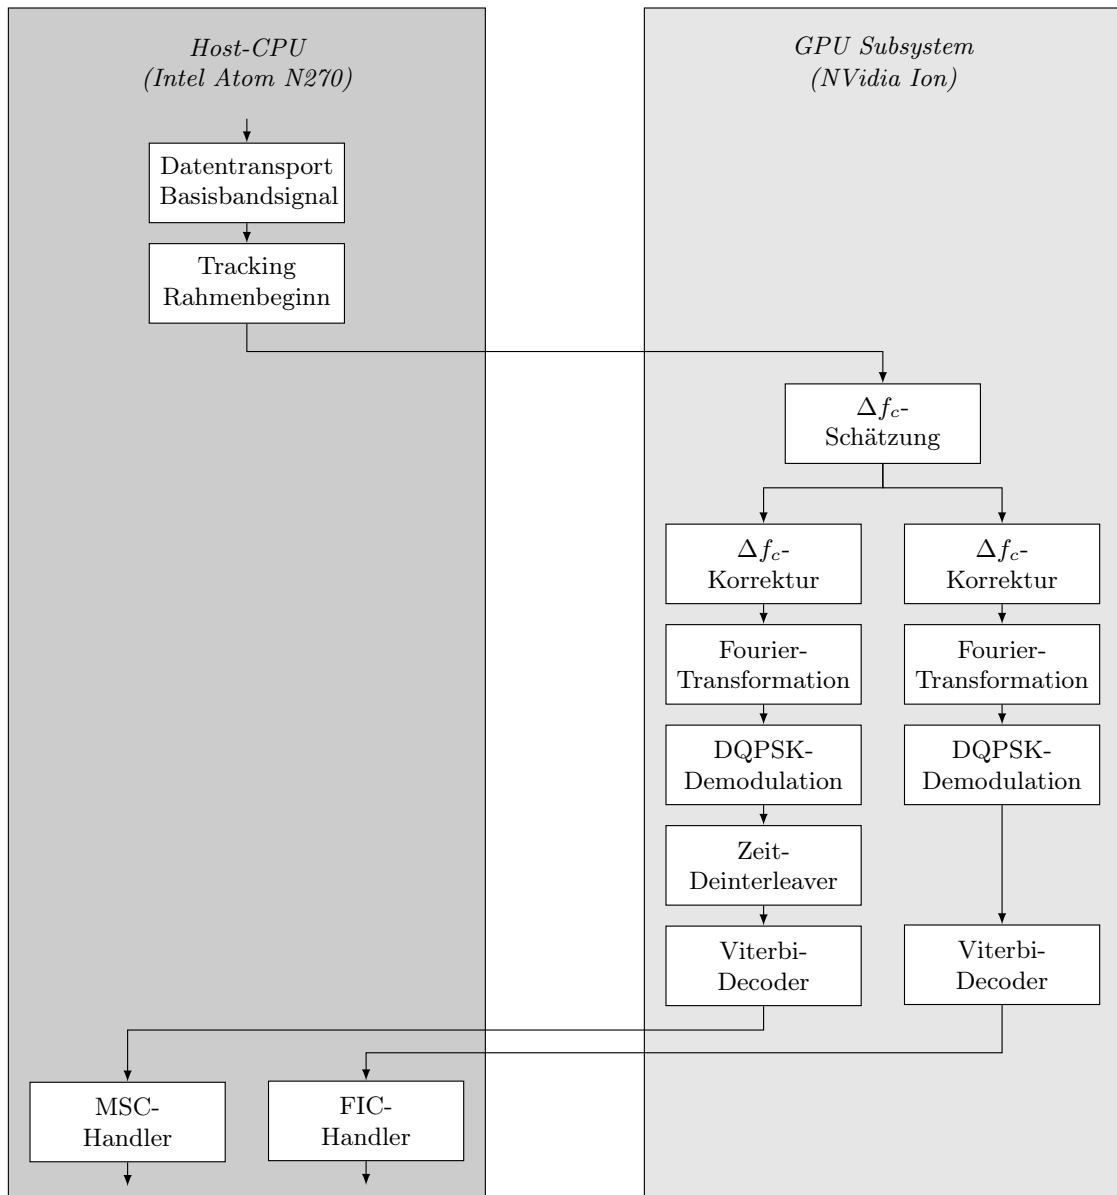 Host-CPU
(Intel Atom N270)
GPU Subsystem
(NVidia Ion)
Datentransport
Basisbandsignal
Tracking
Rahmenbeginn
Δf_c-
Schätzung
Δf_c-
Korrektur
Δf_c-
Korrektur
Fourier-
Transformation
Fourier-
Transformation
DQPSK-
Demodulation
DQPSK-
Demodulation
Zeit-
Deinterleaver
Viterbi-
Decoder
Viterbi-
Decoder
MSC-
Handler
FIC-
Handler